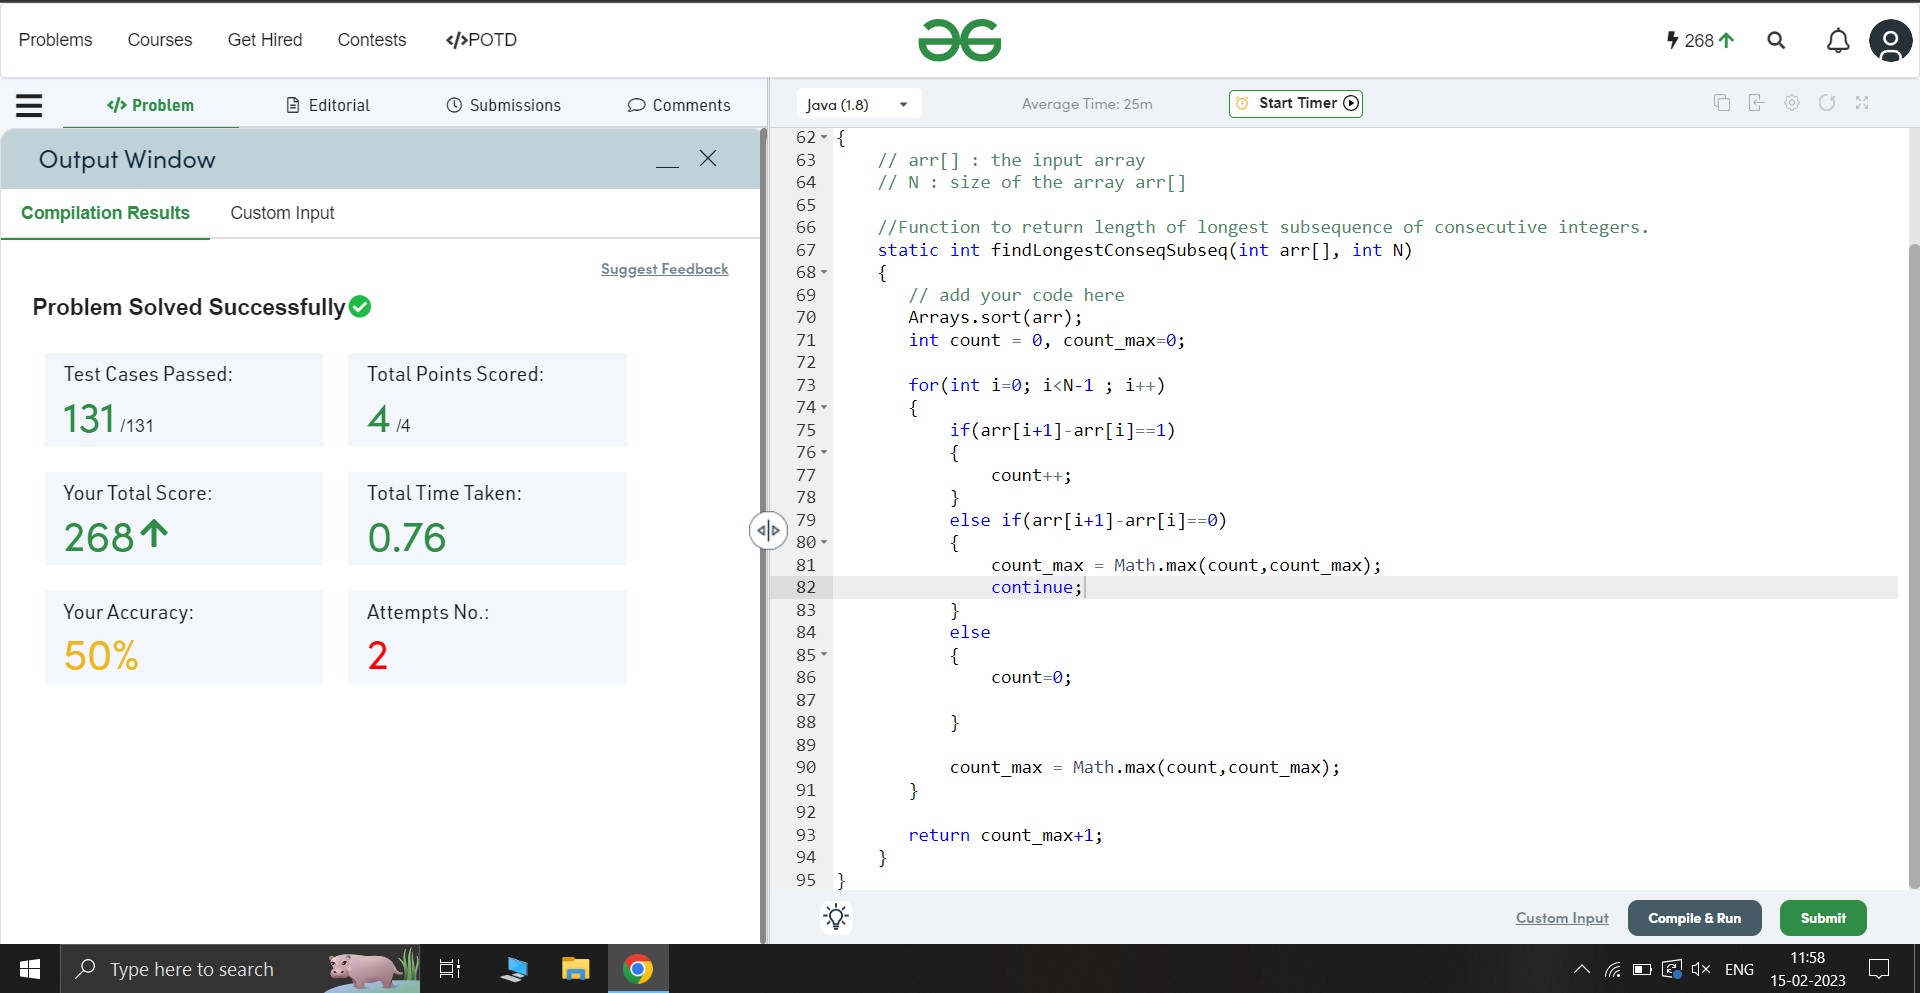 Problems Courses Get Hired Contests </>POTD
268
</> Problem Editorial Submissions Comments
Output Window
Compilation Results Custom Input
Suggest Feedback
Problem Solved Successfully
Test Cases Passed:
131 /131
Total Points Scored:
4 /4
Your Total Score:
268
Total Time Taken:
0.76
Your Accuracy:
50%
Attempts No.:
2
Java (1.8) Average Time: 25m Start Timer
62 {
63 // arr[] : the input array
64 // N : size of the array arr[]
65
66 //Function to return length of longest subsequence of consecutive integers.
67 static int findLongestConseqSubseq(int arr[], int N)
68 {
69 // add your code here
70 Arrays.sort(arr);
71 int count = 0, count_max=0;
72
73 for(int i=0; i<N-1 ; i++)
74 {
75 if(arr[i+1]-arr[i]==1)
76 {
77 count++;
78 }
79 else if(arr[i+1]-arr[i]==0)
80 {
81 count_max = Math.max(count,count_max);
82 continue;
83 }
84 else
85 {
86 count=0;
87
88 }
89
90 count_max = Math.max(count,count_max);
91 }
92
93 return count_max+1;
94 }
95 }
Custom Input Compile & Run Submit
Type here to search
ENG
11:58
15-02-2023